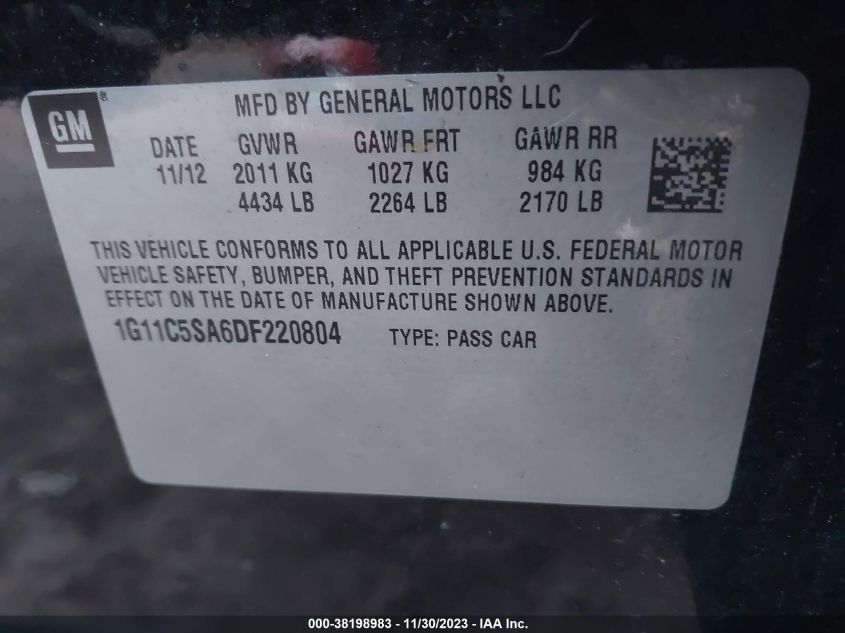 GM ® MFD BY GENERAL MOTORS LLC
DATE GVWR GAWR FRT GAWR RR
11/12 2011 KG 1027 KG 984 KG
4434 LB 2264 LB 2170 LB
THIS VEHICLE CONFORMS TO ALL APPLICABLE U.S. FEDERAL MOTOR
VEHICLE SAFETY, BUMPER, AND THEFT PREVENTION STANDARDS IN
EFFECT ON THE DATE OF MANUFACTURE SHOWN ABOVE.
1G11C5SA6DF220804 TYPE: PASS CAR
000-38198983 - 11/30/2023 - IAA Inc.